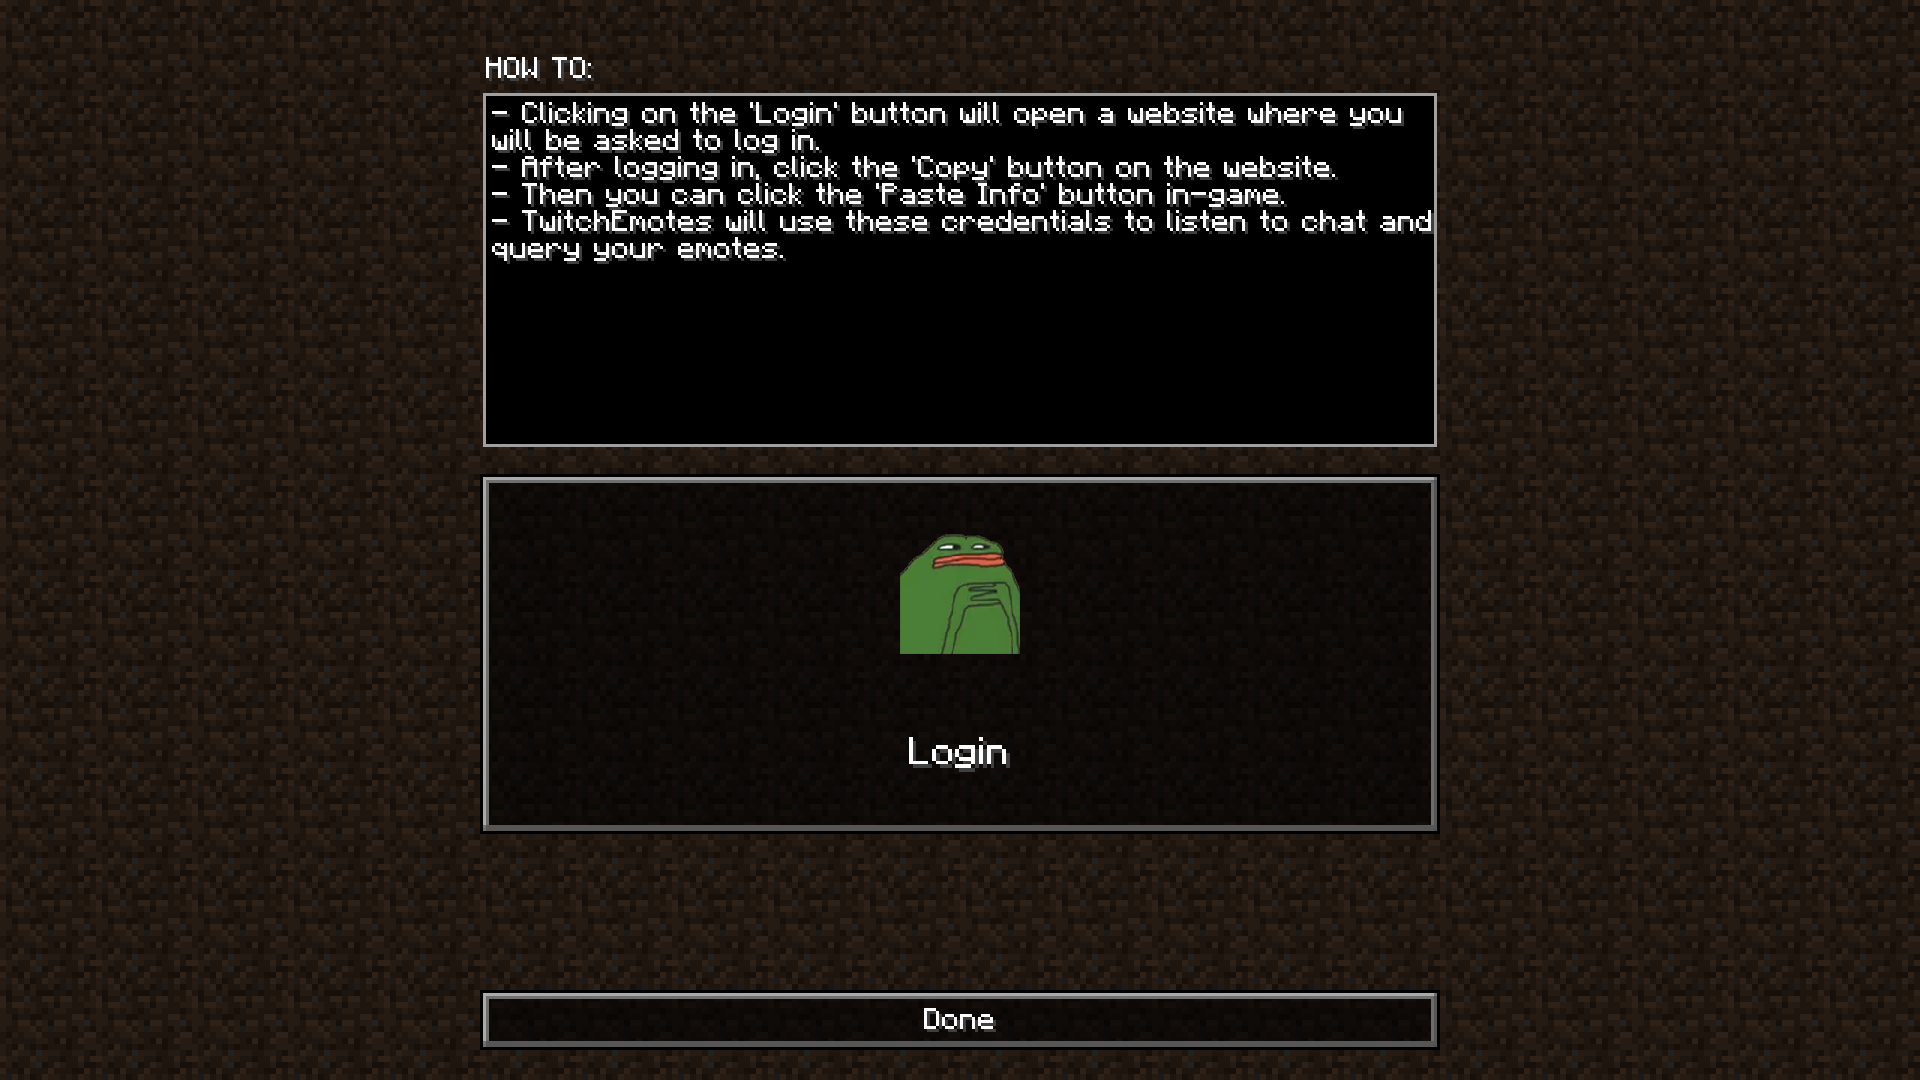 HOW TO:
- Clicking on the 'Login' button will open a website where you
will be asked to log in.
- After logging in, click the 'Copy' button on the website.
- Then you can click the 'Paste Info' button in-game.
- TwitchEmotes will use these credentials to listen to chat and
query your emotes.
Login
Done